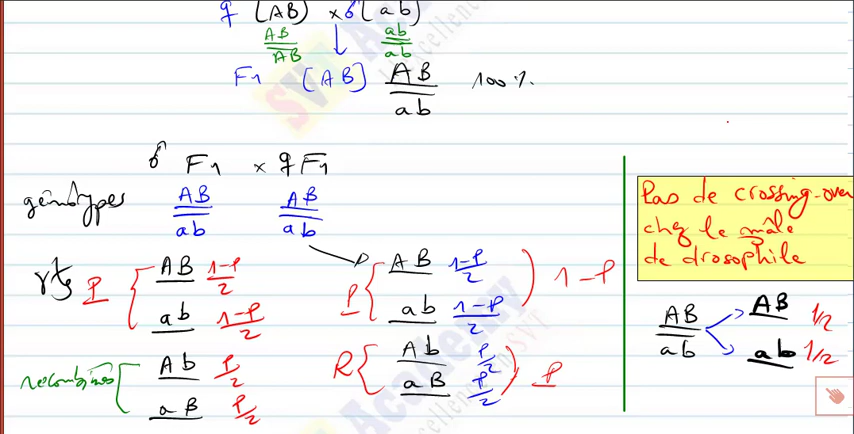 ♀ [AB] x ♂ [ab]
AB/AB ab/ab
F1 [AB] AB/ab 100%
♂ F1 x ♀ F1
génotypes AB/ab AB/ab
γtes P AB 1-P/2
ab 1-P/2
recombinés Ab P/2
aB P/2
P AB 1-P/2
ab 1-P/2
1-P
R Ab P/2
aB P/2
P
Pas de crossing-over
chez le mâle
de drosophile
AB/ab AB 1/2
ab 1/2
SVT Academy